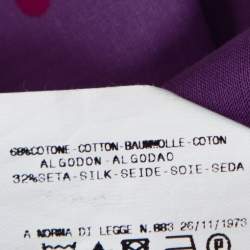 68%COTONE-COTTON-BAUMWOLLE-COTON
ALGODON-ALGODAO
32%SETA-SILK-SEIDE-SOIE-SEDA
A NORMA DI LEGGE N.883 26/11/1973